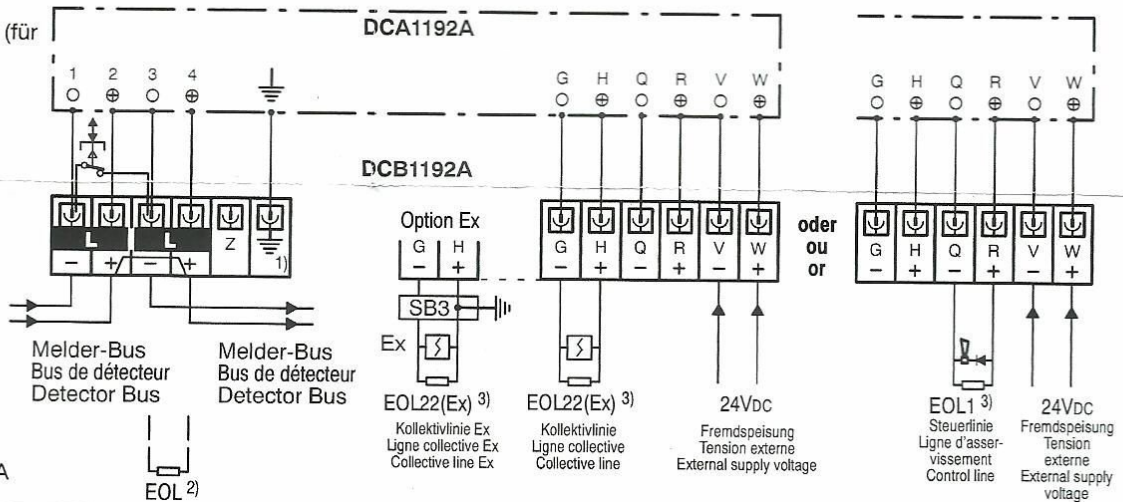 (für
DCA1192A
1 2 3 4 G H Q R V W G H Q R V W
DCB1192A
Option Ex
oder
ou
or
L L Z 1)
G H G H Q R V W G H Q R V W
− + − + − + − + − + − + − + − + − +
SB3
Ex
Melder-Bus
Bus de détecteur
Detector Bus
Melder-Bus
Bus de détecteur
Detector Bus
EOL22(Ex) 3)
Kollektivlinie Ex
Ligne collective Ex
Collective line Ex
EOL22(Ex) 3)
Kollektivlinie
Ligne collective
Collective line
24VDC
Fremdspeisung
Tension externe
External supply voltage
EOL1 3)
Steuerlinie
Ligne d'asser-
vissement
Control line
24VDC
Fremdspeisung
Tension
externe
External supply
voltage
A
EOL 2)